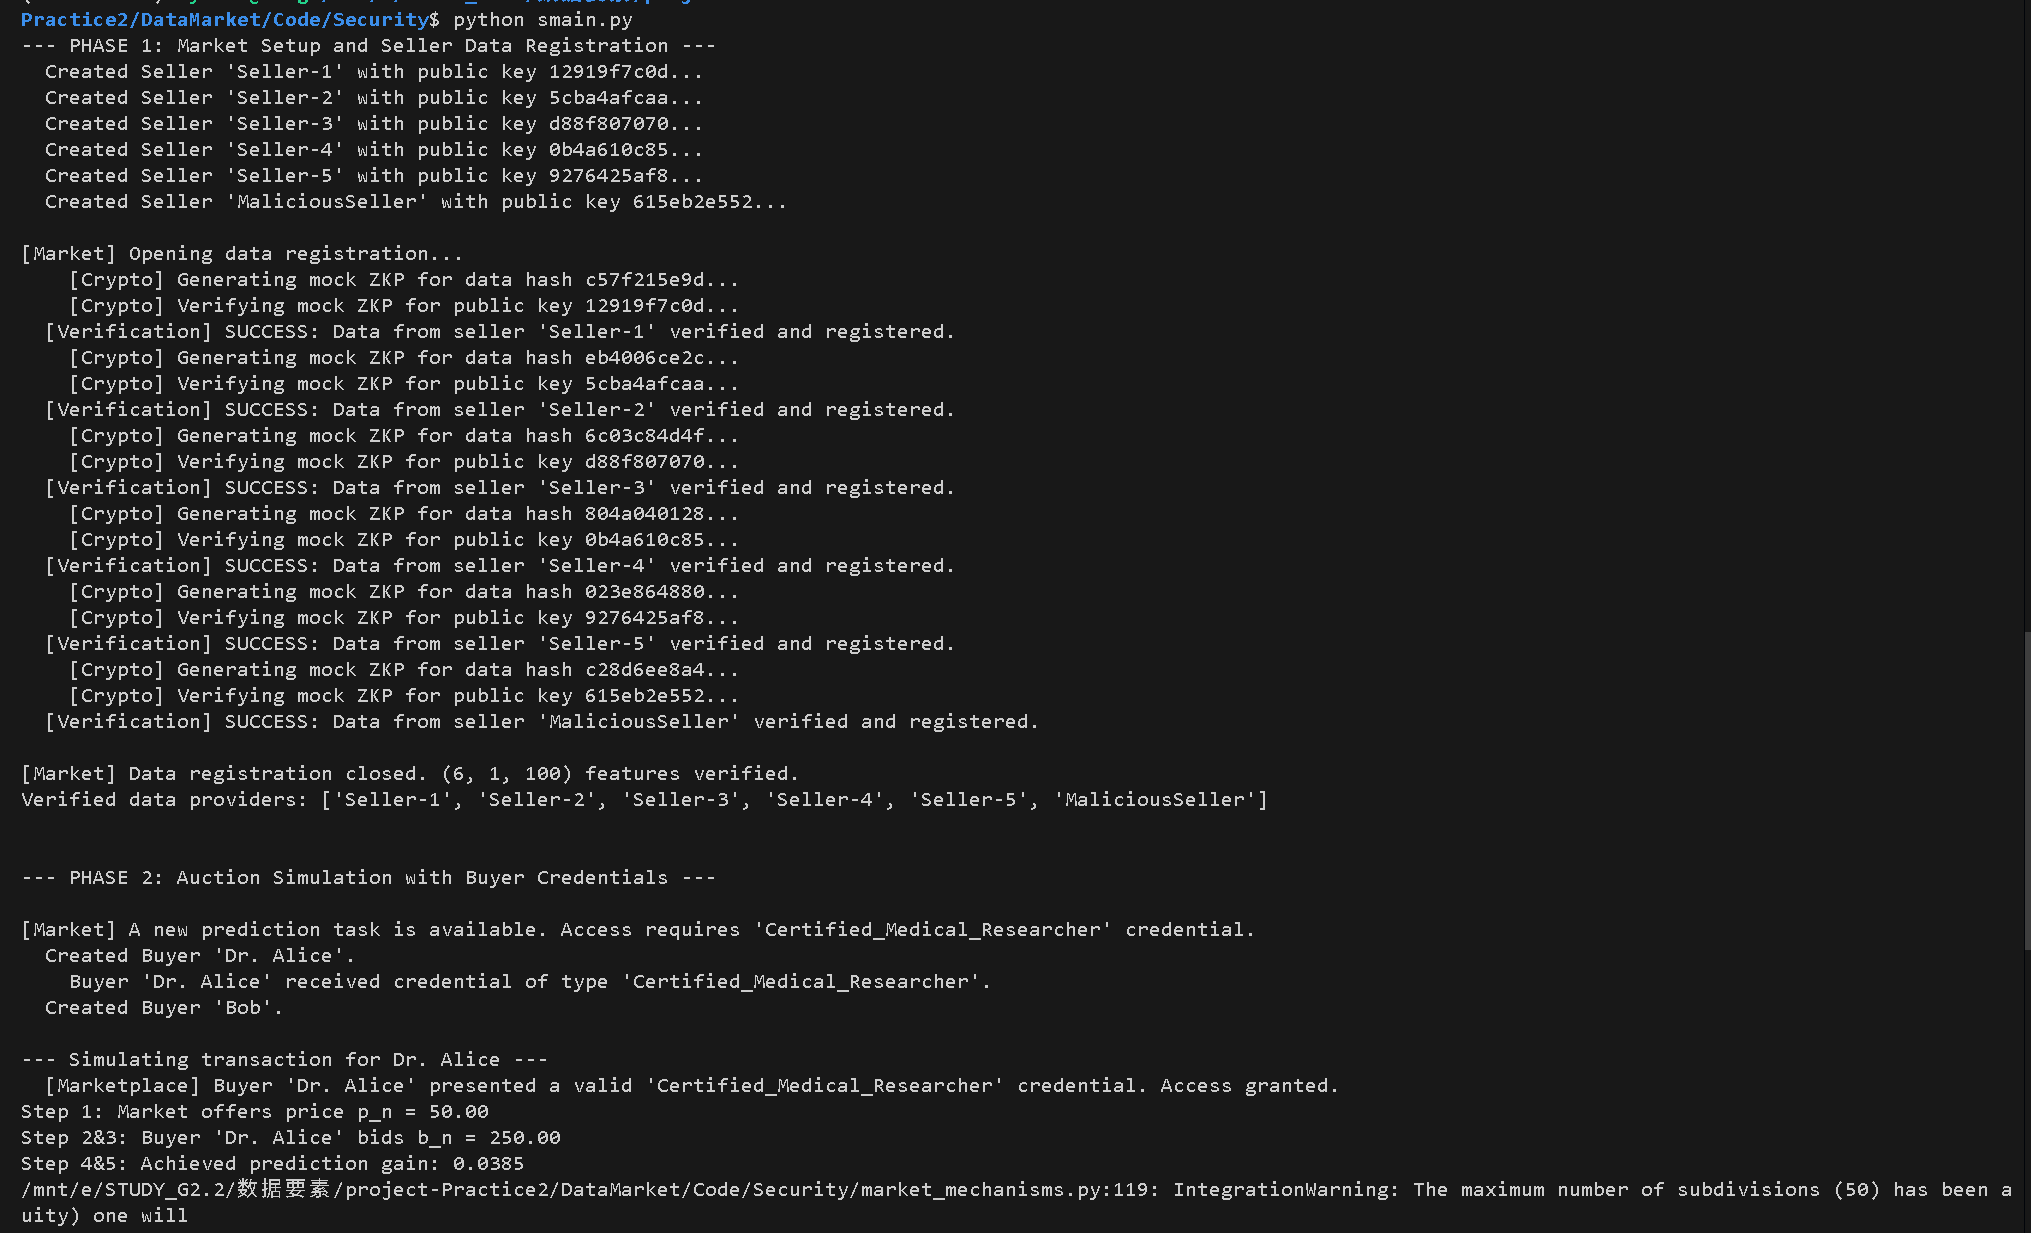 Practice2/DataMarket/Code/Security$ python smain.py
--- PHASE 1: Market Setup and Seller Data Registration ---
  Created Seller 'Seller-1' with public key 12919f7c0d...
  Created Seller 'Seller-2' with public key 5cba4afcaa...
  Created Seller 'Seller-3' with public key d88f807070...
  Created Seller 'Seller-4' with public key 0b4a610c85...
  Created Seller 'Seller-5' with public key 9276425af8...
  Created Seller 'MaliciousSeller' with public key 615eb2e552...

[Market] Opening data registration...
    [Crypto] Generating mock ZKP for data hash c57f215e9d...
    [Crypto] Verifying mock ZKP for public key 12919f7c0d...
  [Verification] SUCCESS: Data from seller 'Seller-1' verified and registered.
    [Crypto] Generating mock ZKP for data hash eb4006ce2c...
    [Crypto] Verifying mock ZKP for public key 5cba4afcaa...
  [Verification] SUCCESS: Data from seller 'Seller-2' verified and registered.
    [Crypto] Generating mock ZKP for data hash 6c03c84d4f...
    [Crypto] Verifying mock ZKP for public key d88f807070...
  [Verification] SUCCESS: Data from seller 'Seller-3' verified and registered.
    [Crypto] Generating mock ZKP for data hash 804a040128...
    [Crypto] Verifying mock ZKP for public key 0b4a610c85...
  [Verification] SUCCESS: Data from seller 'Seller-4' verified and registered.
    [Crypto] Generating mock ZKP for data hash 023e864880...
    [Crypto] Verifying mock ZKP for public key 9276425af8...
  [Verification] SUCCESS: Data from seller 'Seller-5' verified and registered.
    [Crypto] Generating mock ZKP for data hash c28d6ee8a4...
    [Crypto] Verifying mock ZKP for public key 615eb2e552...
  [Verification] SUCCESS: Data from seller 'MaliciousSeller' verified and registered.

[Market] Data registration closed. (6, 1, 100) features verified.
Verified data providers: ['Seller-1', 'Seller-2', 'Seller-3', 'Seller-4', 'Seller-5', 'MaliciousSeller']

--- PHASE 2: Auction Simulation with Buyer Credentials ---

[Market] A new prediction task is available. Access requires 'Certified_Medical_Researcher' credential.
  Created Buyer 'Dr. Alice'.
    Buyer 'Dr. Alice' received credential of type 'Certified_Medical_Researcher'.
  Created Buyer 'Bob'.

--- Simulating transaction for Dr. Alice ---
  [Marketplace] Buyer 'Dr. Alice' presented a valid 'Certified_Medical_Researcher' credential. Access granted.
Step 1: Market offers price p_n = 50.00
Step 2&3: Buyer 'Dr. Alice' bids b_n = 250.00
Step 4&5: Achieved prediction gain: 0.0385
/mnt/e/STUDY_G2.2/数据要素/project-Practice2/DataMarket/Code/Security/market_mechanisms.py:119: IntegrationWarning: The maximum number of subdivisions (50) has been a
uity) one will